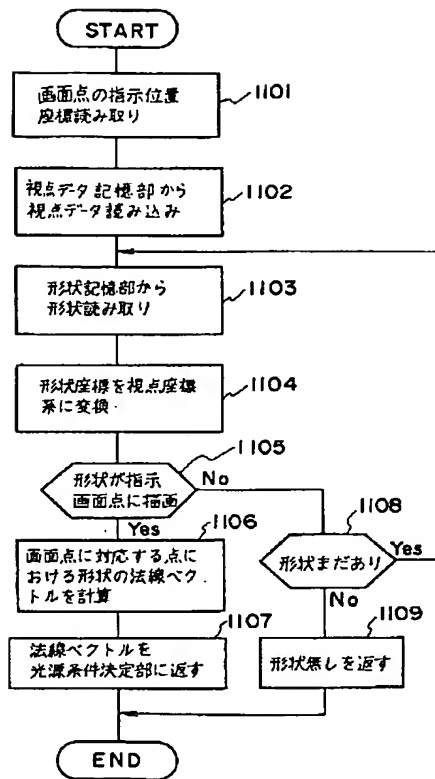 START
1101
画面点の指示位置
座標読み取り
1102
視点データ記憶部から
視点データ読み込み
1103
形状記憶部から
形状読み取り
1104
形状座標を視点座標
系に変換
1105
形状が指示
画面点に描画
No
Yes
1106
画面点に対応する点に
おける形状の法線ベク
トルを計算
1107
法線ベクトルを
光源条件決定部に返す
1108
形状まだあり
Yes
No
1109
形状無しを返す
END